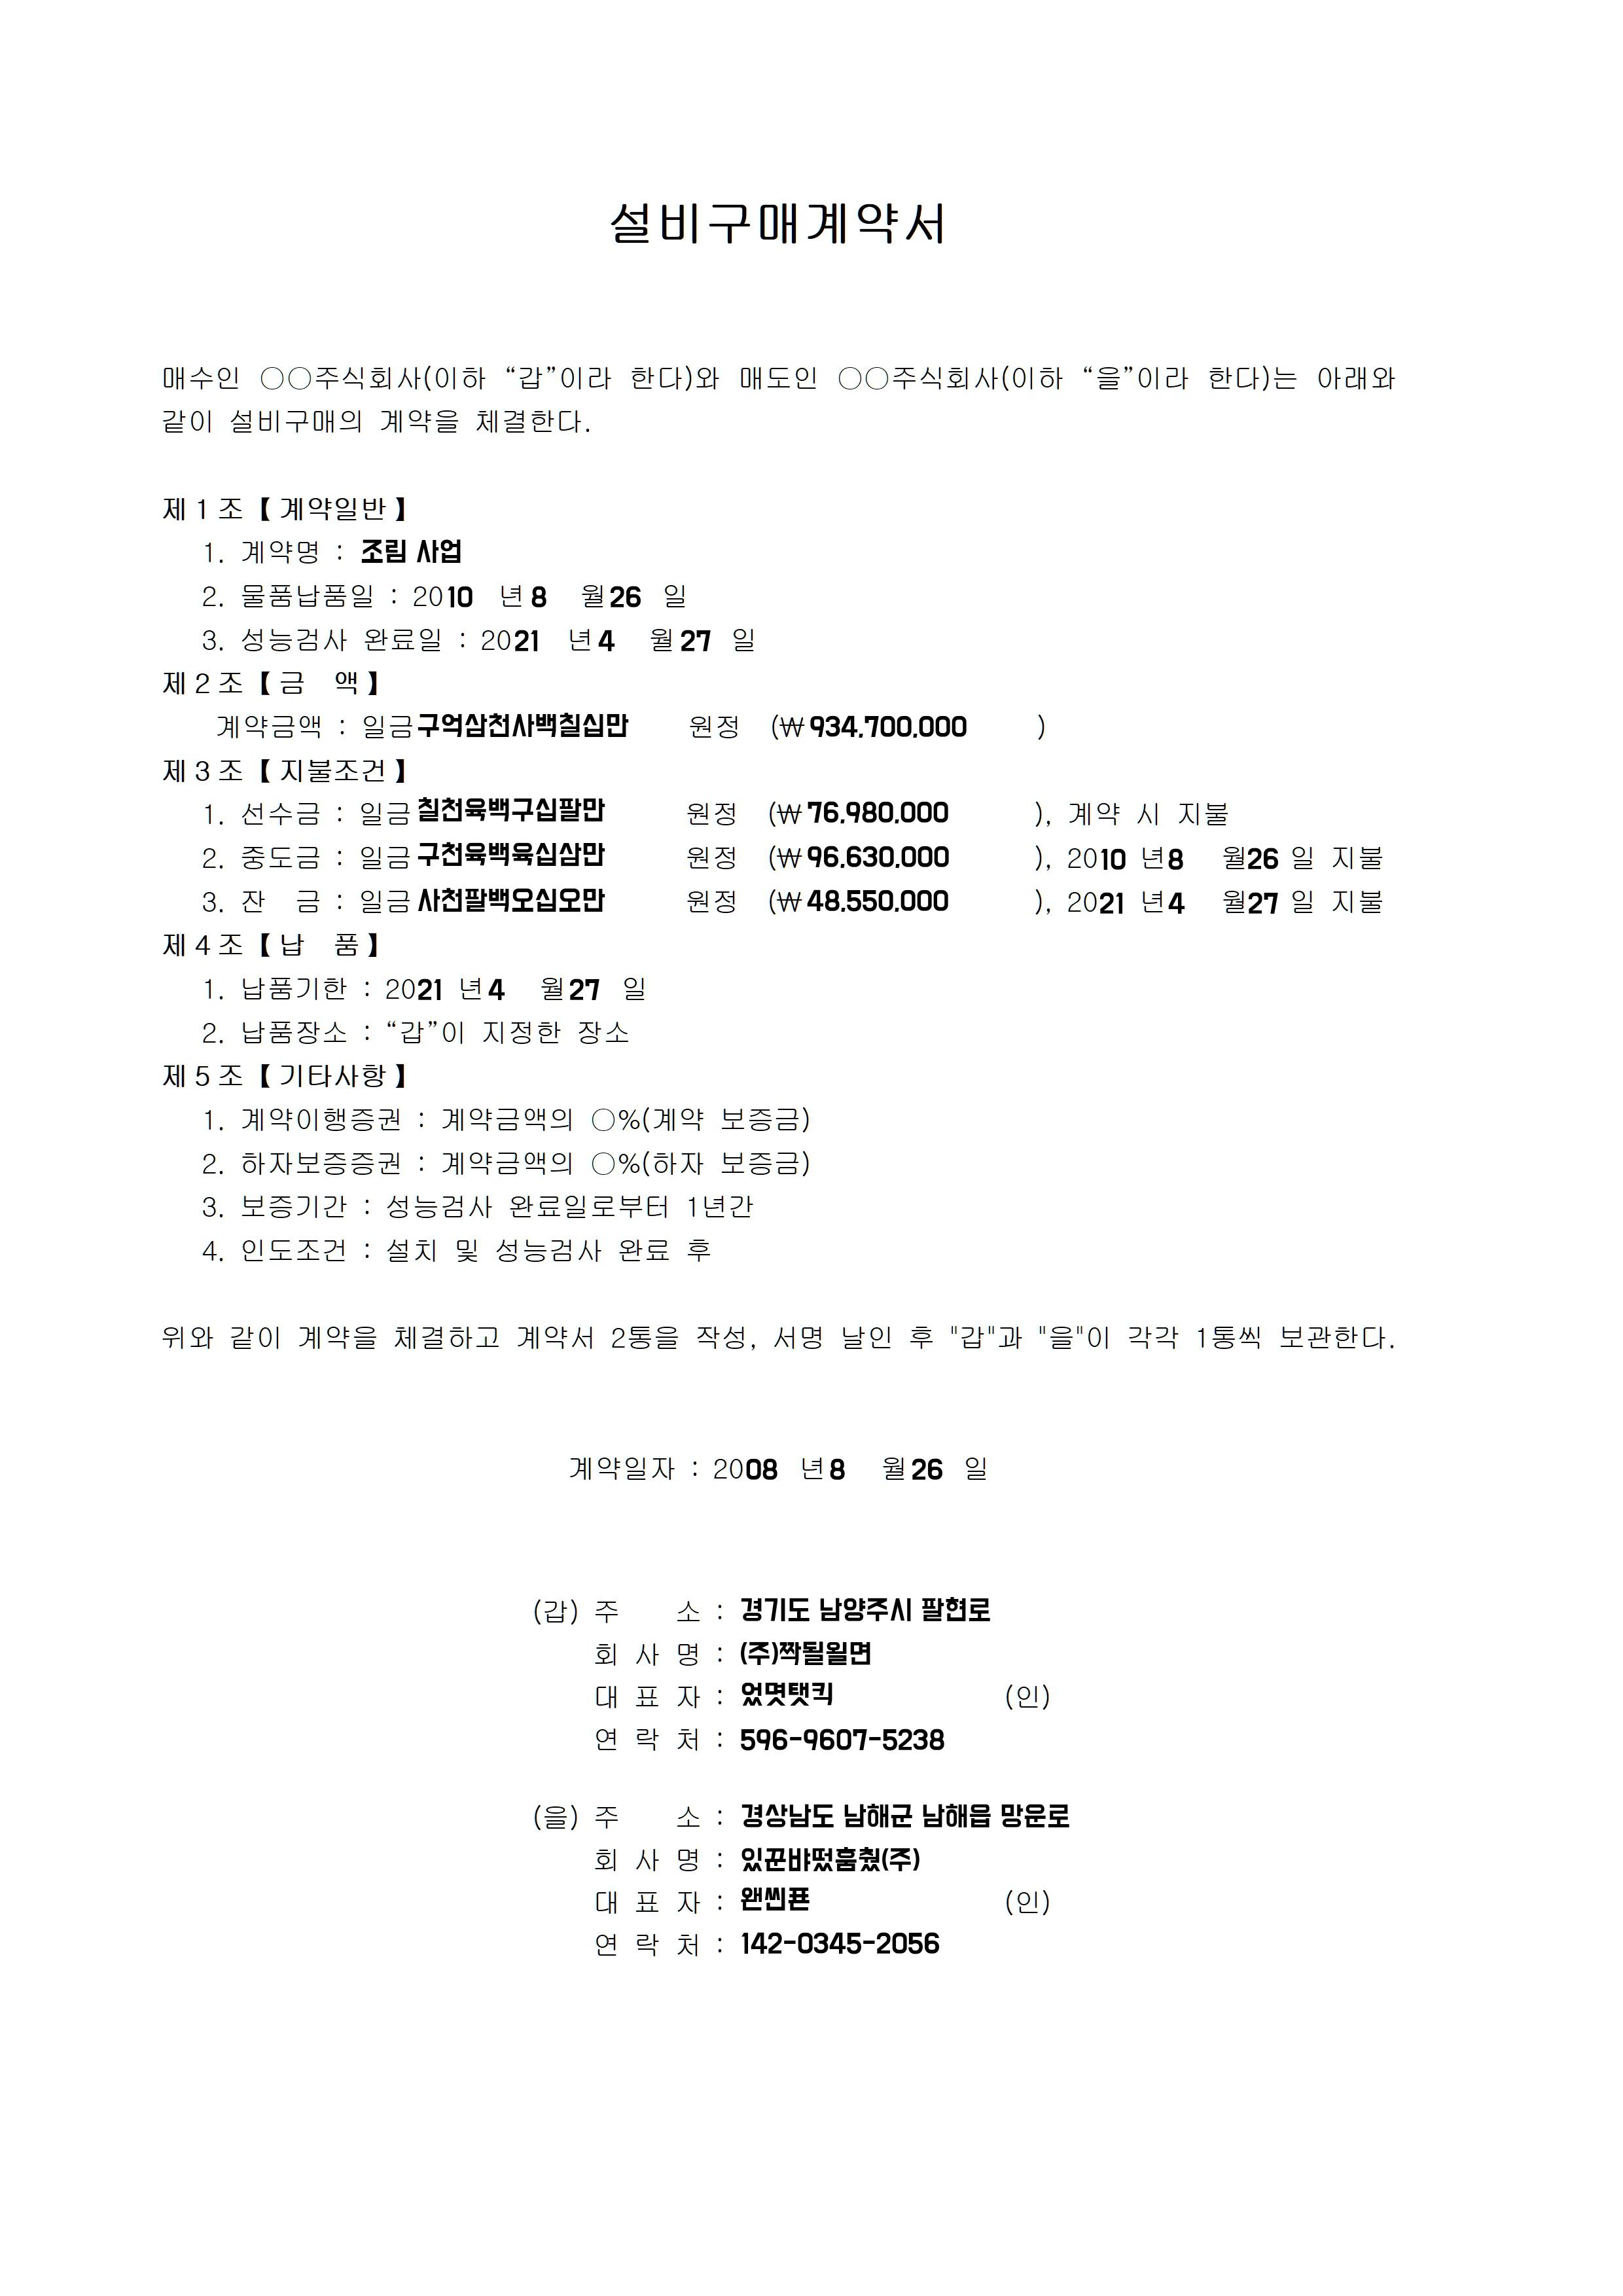 설비구매계약서
매수인 ○○주식회사(이하 “갑”이라 한다)와 매도인 ○○주식회사(이하 “을”이라 한다)는 아래와
같이 설비구매의 계약을 체결한다.
제1조【계약일반】
1. 계약명 : 조림 사업
2. 물품납품일 : 2010 년 8 월 26 일
3. 성능검사 완료일 : 2021 년 4 월 27 일
제2조【금 액】
계약금액 : 일금 구억삼천사백칠십만 원정 (₩934,700,000 )
제3조【지불조건】
1. 선수금 : 일금 칠천육백구십팔만 원정 (₩76,980,000 ), 계약 시 지불
2. 중도금 : 일금 구천육백육십삼만 원정 (₩96,630,000 ), 2010 년 8 월 26 일 지불
3. 잔 금 : 일금 사천팔백오십오만 원정 (₩48,550,000 ), 2021 년 4 월 27 일 지불
제4조【납 품】
1. 납품기한 : 2021 년 4 월 27 일
2. 납품장소 : “갑”이 지정한 장소
제5조【기타사항】
1. 계약이행증권 : 계약금액의 ○%(계약 보증금)
2. 하자보증증권 : 계약금액의 ○%(하자 보증금)
3. 보증기간 : 성능검사 완료일로부터 1년간
4. 인도조건 : 설치 및 성능검사 완료 후
위와 같이 계약을 체결하고 계약서 2통을 작성, 서명 날인 후 "갑"과 "을"이 각각 1통씩 보관한다.
계약일자 : 2008 년 8 월 26 일
(갑) 주 소 : 경기도 남양주시 팔현로
회 사 명 : (주)짝될욀면
대 표 자 : 었몃탯킥 (인)
연 락 처 : 596-9607-5238
(을) 주 소 : 경상남도 남해군 남해읍 망운로
회 사 명 : 있꾼뱌떴훔췄(주)
대 표 자 : 왠씬푠 (인)
연 락 처 : 142-0345-2056